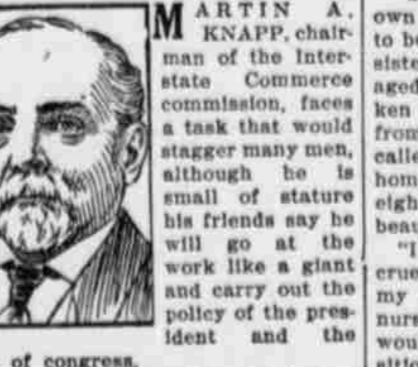 MARTIN A.
KNAPP, chair-
man of the Inter-
state Commerce
commission, faces
a task that would
stagger many men,
although he is
small of stature
his friends say he
will go at the
work like a giant
and carry out the
policy of the pres-
ident and the
of congress.
own
to be
siste
aged
ken
from
calle
hom
eigh
beau
"I
crue
my
nurs
wou